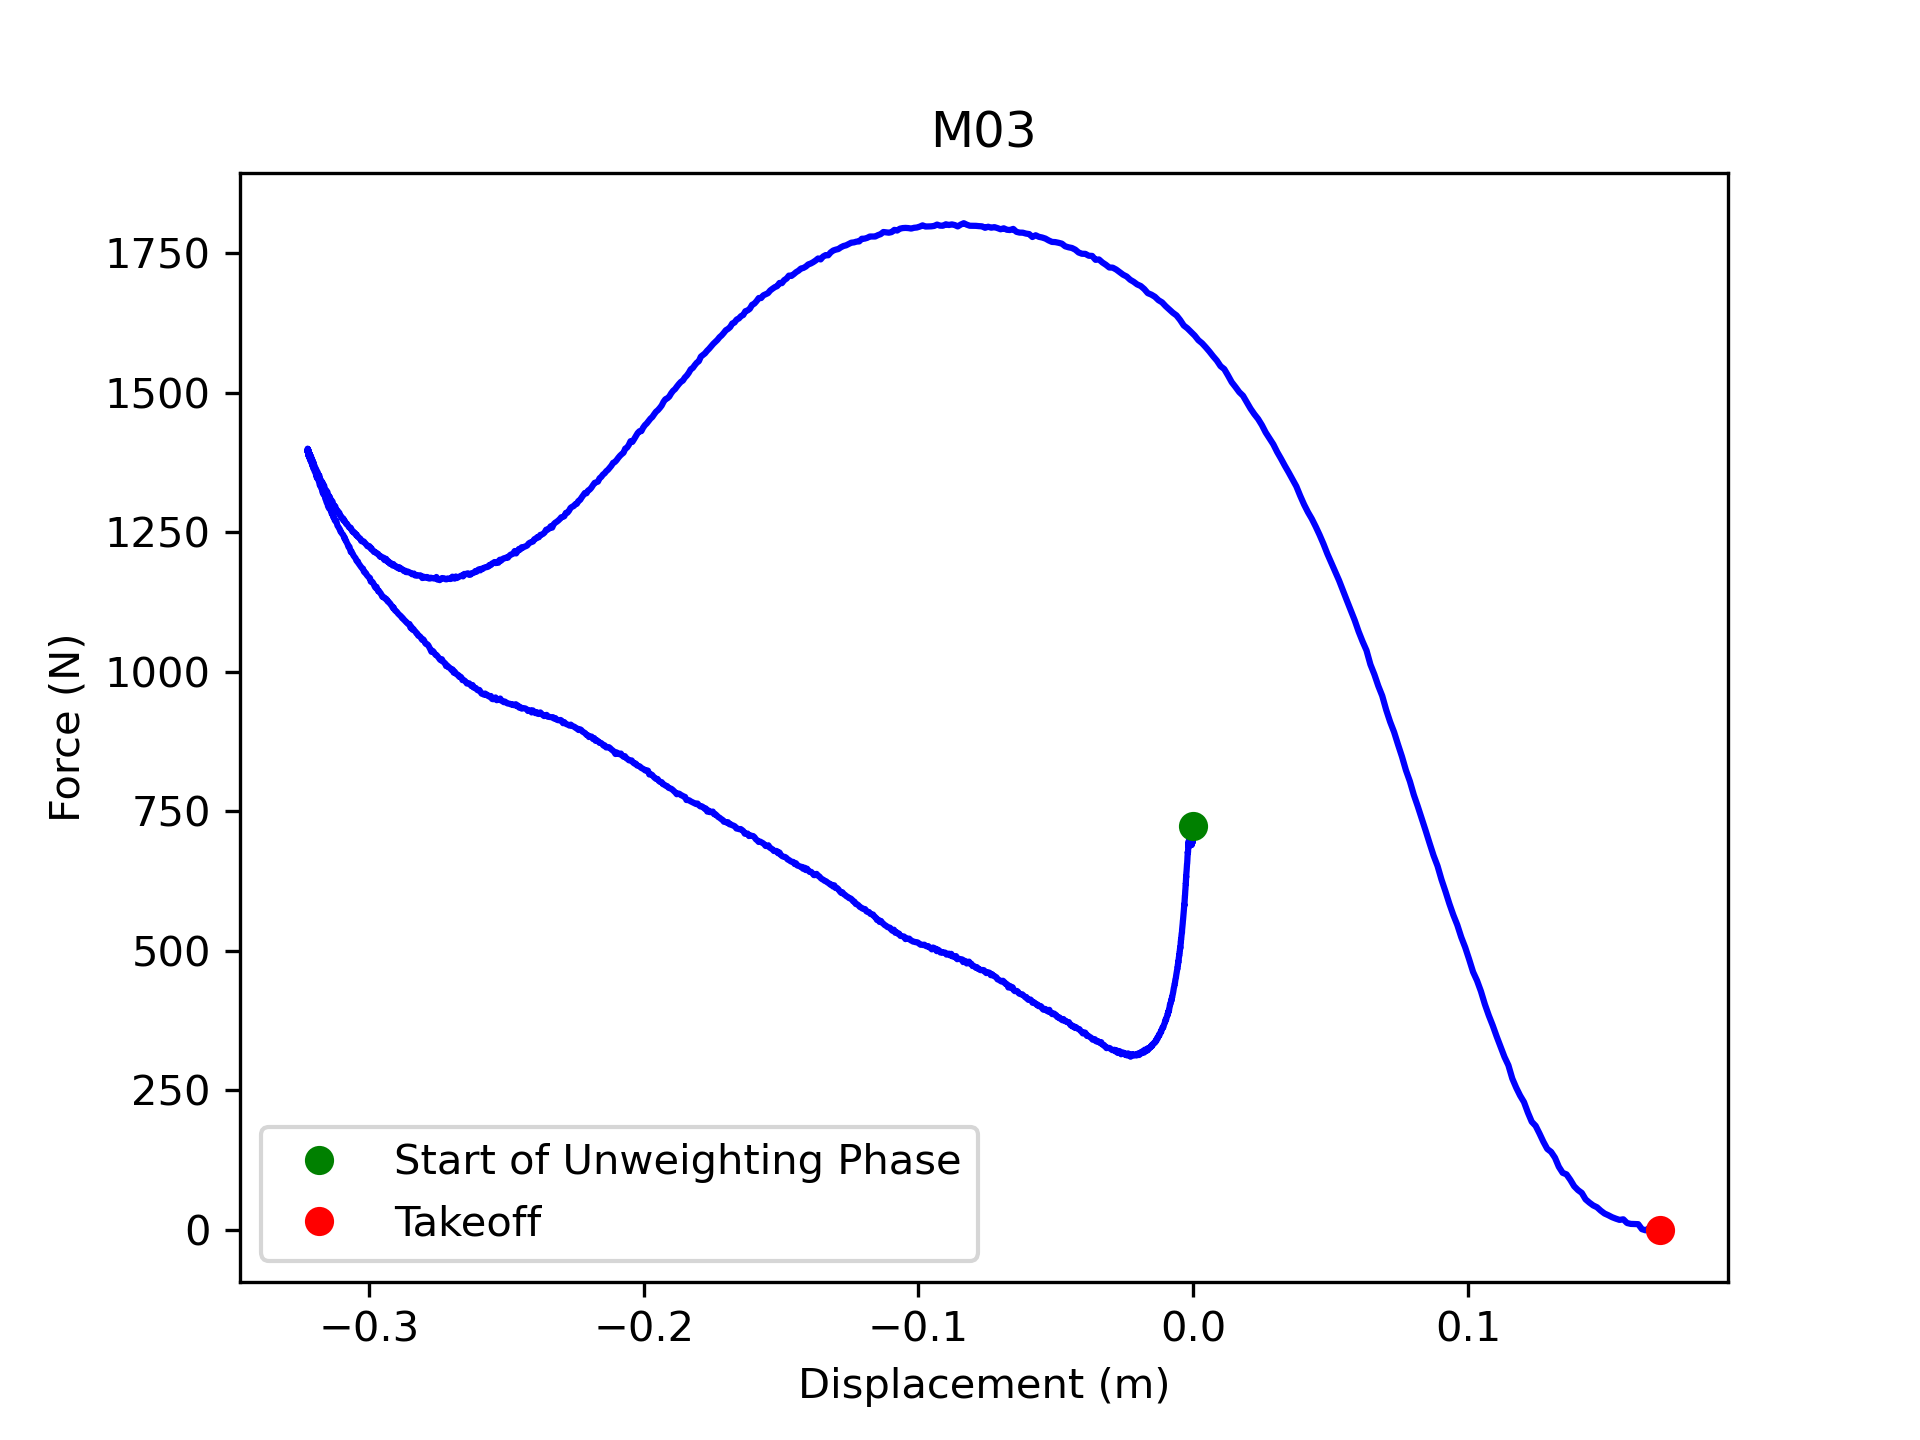 M03
Force (N)
1750
1500
1250
1000
750
500
250
0
Start of Unweighting Phase
Takeoff
−0.3 −0.2 −0.1 0.0 0.1
Displacement (m)